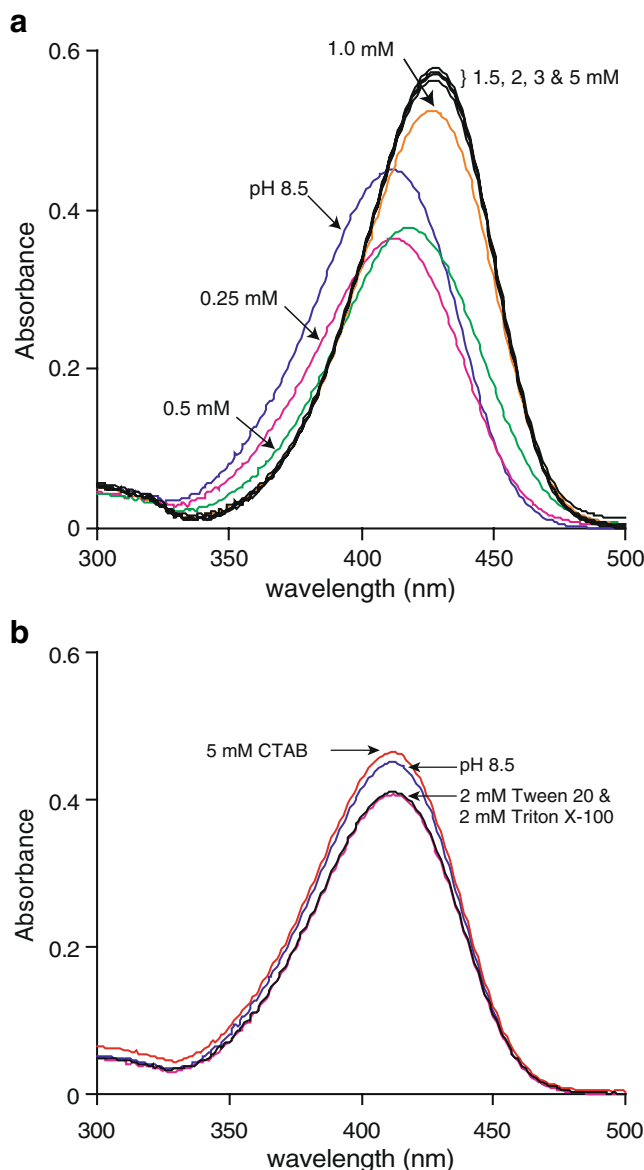 a
0.6
0.4
0.2
0
Absorbance
1.0 mM
} 1.5, 2, 3 & 5 mM
pH 8.5
0.25 mM
0.5 mM
300
350
400
450
500
wavelength (nm)
b
0.6
0.4
0.2
0
Absorbance
5 mM CTAB
pH 8.5
2 mM Tween 20 &
2 mM Triton X-100
300
350
400
450
500
wavelength (nm)